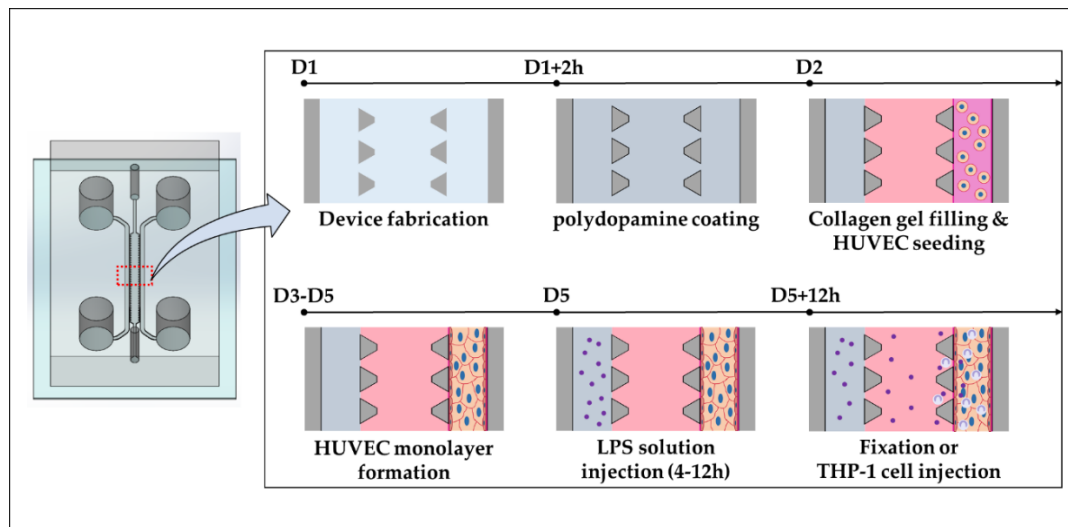 D1
D1+2h
D2
Device fabrication
polydopamine coating
Collagen gel filling &
HUVEC seeding
D3-D5
D5
D5+12h
HUVEC monolayer
formation
LPS solution
injection (4-12h)
Fixation or
THP-1 cell injection